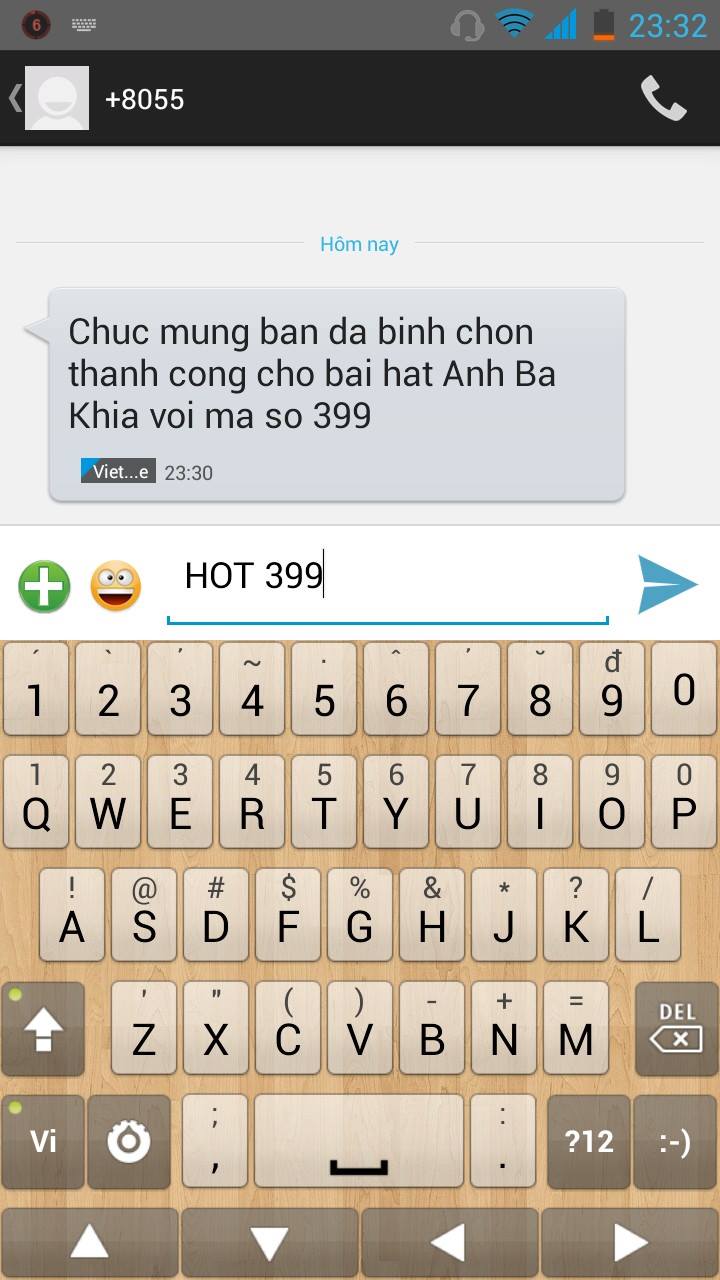 6
23:32
+8055
Hôm nay
Chuc mung ban da binh chon
thanh cong cho bai hat Anh Ba
Khia voi ma so 399
Viet...e 23:30
HOT 399
´ ` ̉ ~ . ^ ̛ ˘ đ
1 2 3 4 5 6 7 8 9 0
1 2 3 4 5 6 7 8 9 0
Q W E R T Y U I O P
! @ # $ % & * ? /
A S D F G H J K L
' " ( ) - + =
Z X C V B N M
DEL
; :
Vi , . ?12 :-)